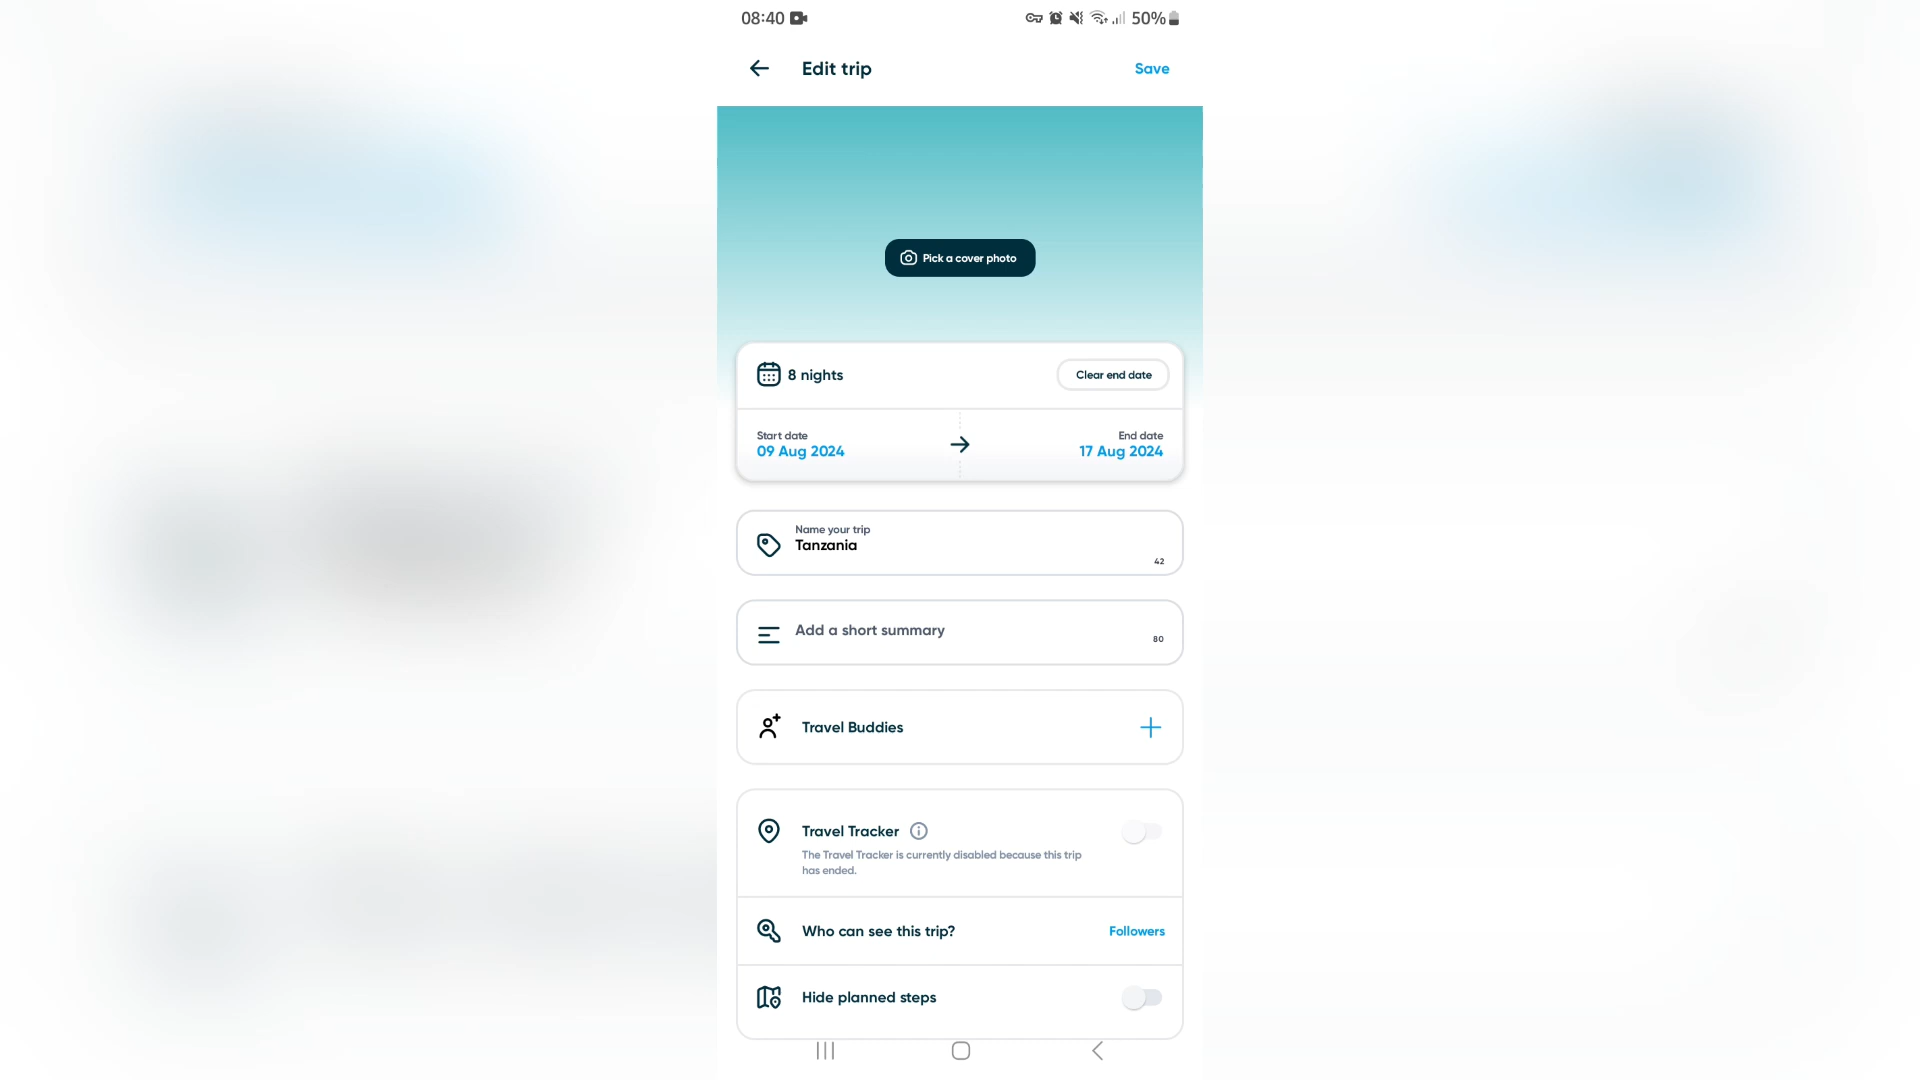 08:40
50%
Edit trip
Save
Pick a cover photo
8 nights
Clear end date
Start date
End date
09 Aug 2024
17 Aug 2024
Name your trip
Tanzania
42
Add a short summary
80
Travel Buddies
Travel Tracker
The Travel Tracker is currently disabled because this trip
has ended.
Who can see this trip?
Followers
Hide planned steps